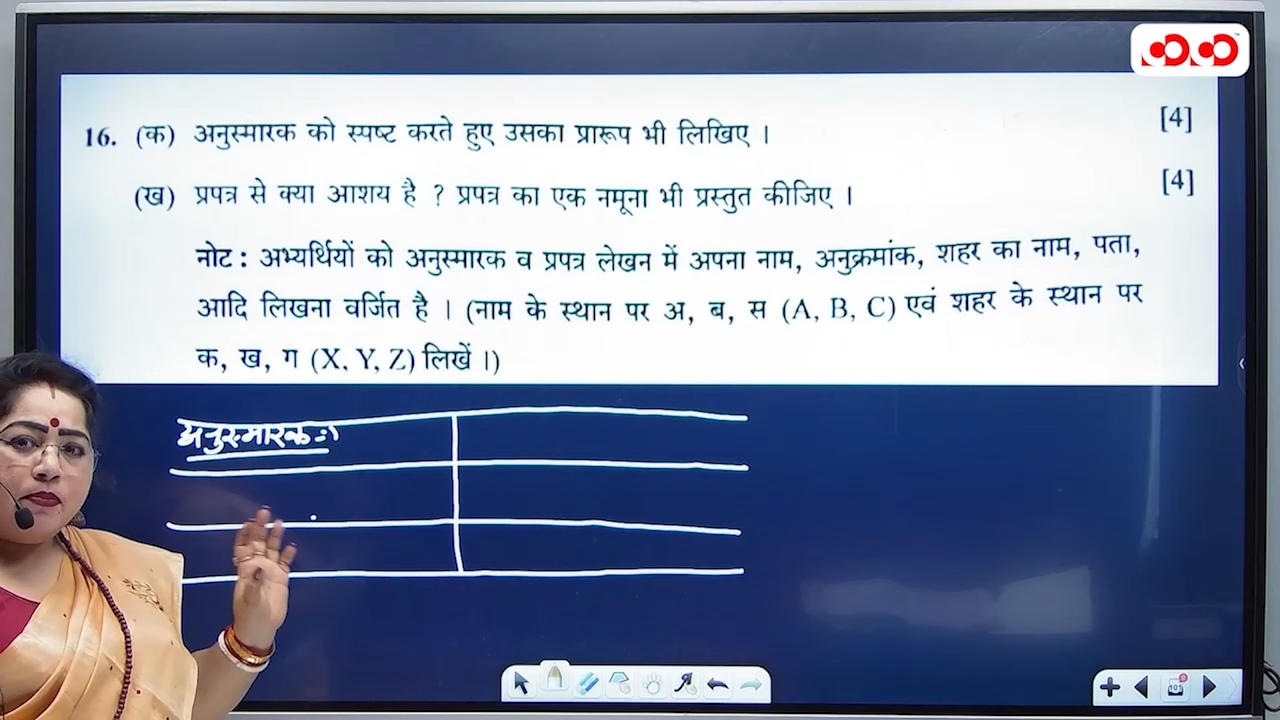 16. (क) अनुस्मारक को स्पष्ट करते हुए उसका प्रारूप भी लिखिए । [4]
(ख) प्रपत्र से क्या आशय है ? प्रपत्र का एक नमूना भी प्रस्तुत कीजिए । [4]
नोट : अभ्यर्थियों को अनुस्मारक व प्रपत्र लेखन में अपना नाम, अनुक्रमांक, शहर का नाम, पता,
आदि लिखना वर्जित है । (नाम के स्थान पर अ, ब, स (A, B, C) एवं शहर के स्थान पर
क, ख, ग (X, Y, Z) लिखें ।)
अनुस्मारक :-
101